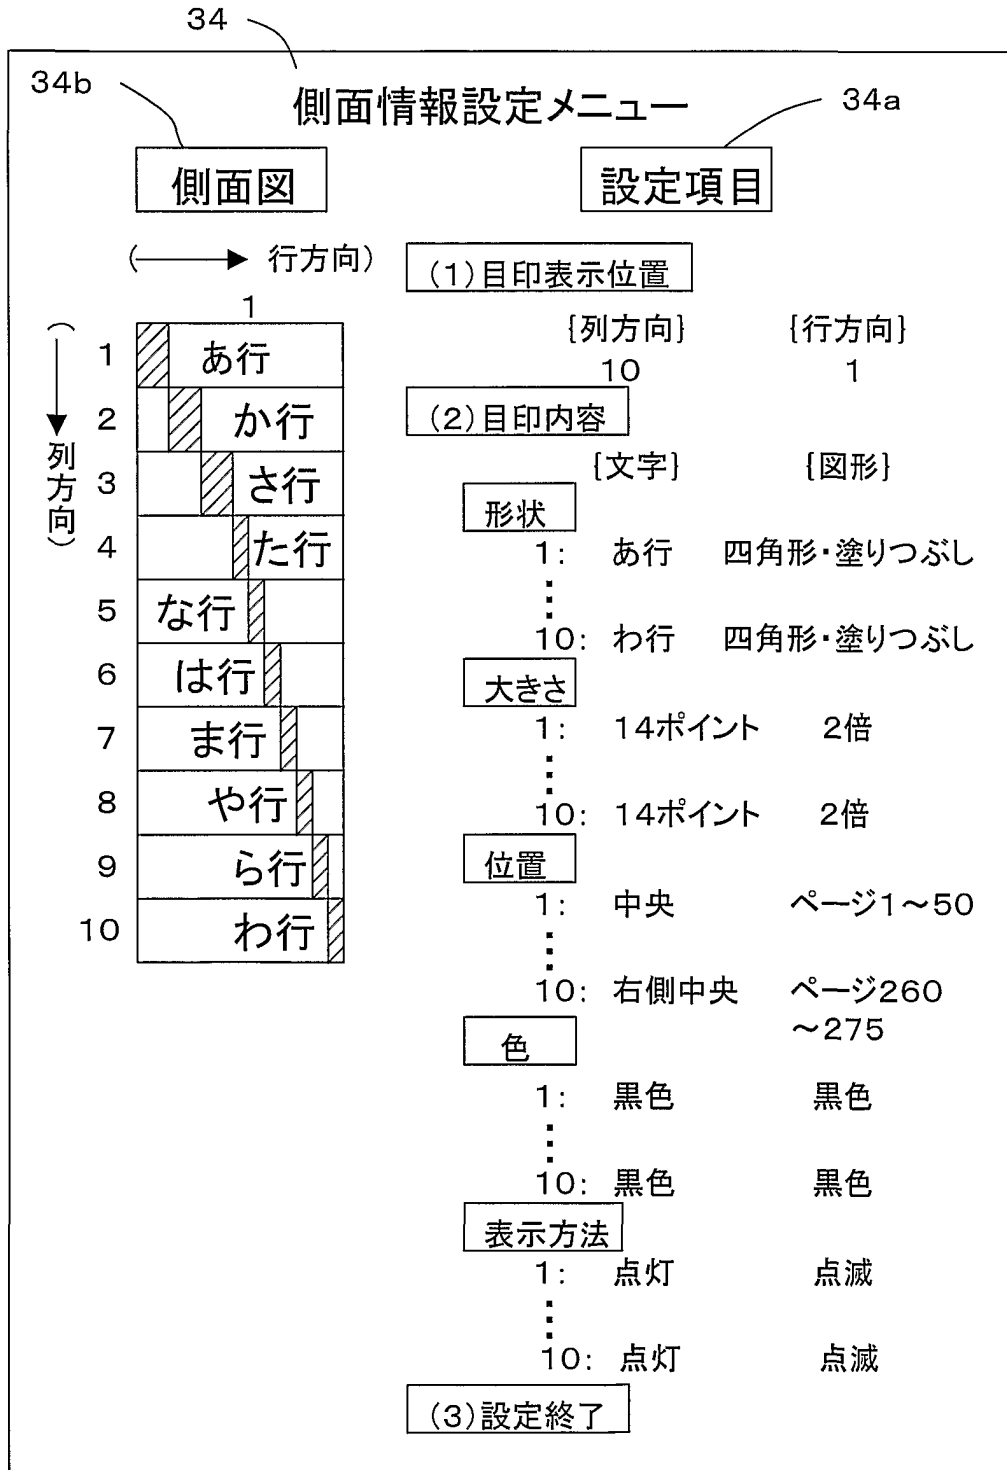 34
34b
側面情報設定メニュー
34a
側面図
設定項目
(→ 行方向)
1
(→列方向)
1 あ行
2 か行
3 さ行
4 た行
5 な行
6 は行
7 ま行
8 や行
9 ら行
10 わ行
(1)目印表示位置
{列方向} {行方向}
10 1
(2)目印内容
{文字} {図形}
形状
1: あ行 四角形・塗りつぶし
⋮
10: わ行 四角形・塗りつぶし
大きさ
1: 14ポイント 2倍
⋮
10: 14ポイント 2倍
位置
1: 中央 ページ1～50
⋮
10: 右側中央 ページ260
～275
色
1: 黒色 黒色
⋮
10: 黒色 黒色
表示方法
1: 点灯 点滅
⋮
10: 点灯 点滅
(3)設定終了